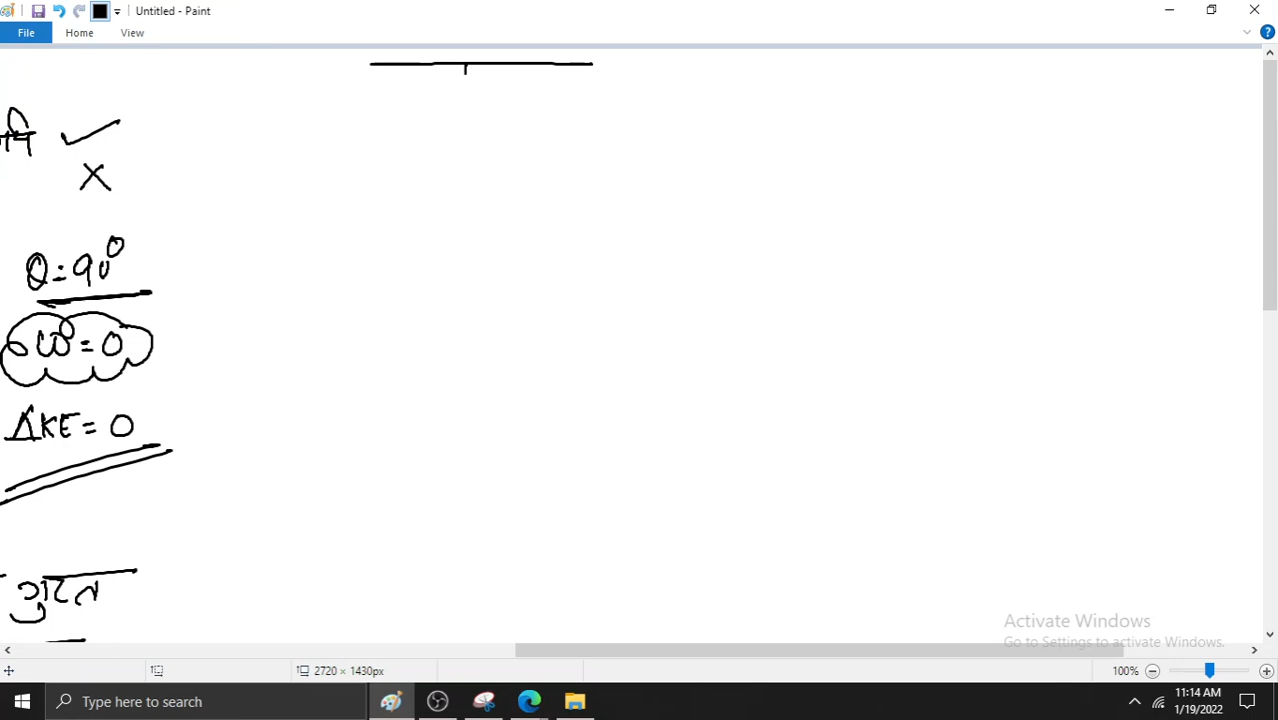 Untitled - Paint
File Home View
✓
X
θ = 90°
W = 0
ΔKE = 0
Activate Windows
Go to Settings to activate Windows.
2720 × 1430px
100%
Type here to search
11:14 AM
1/19/2022